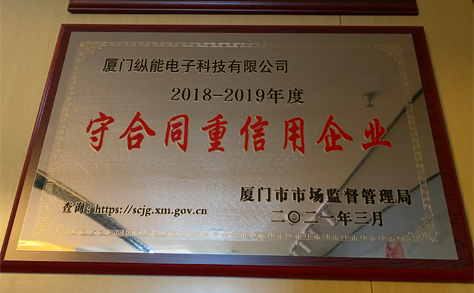 厦门纵能电子科技有限公司
2018-2019年度
守合同重信用企业
查询: https://scjg.xm.gov.cn
厦门市市场监督管理局
二〇二一年三月